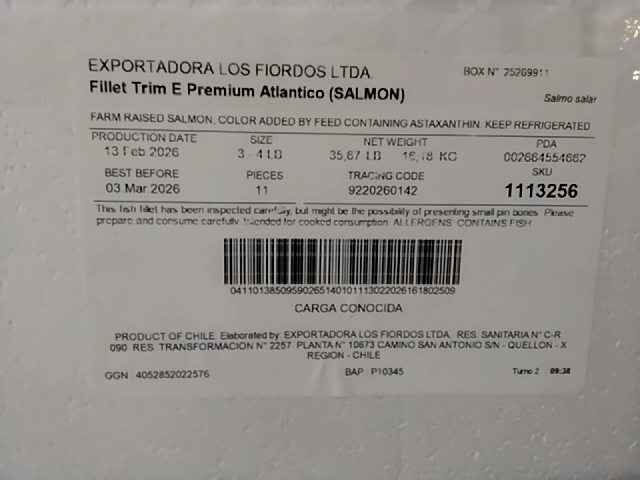 EXPORTADORA LOS FIORDOS LTDA.
BOX N° 25269911
Fillet Trim E Premium Atlantico (SALMON)
Salmo salar
FARM RAISED SALMON, COLOR ADDED BY FEED CONTAINING ASTAXANTHIN. KEEP REFRIGERATED
PRODUCTION DATE SIZE NET WEIGHT PDA
13 Feb 2026 3 - 4 LB 35,67 LB 16,18 KG 002664554662
BEST BEFORE PIECES TRACING CODE SKU
03 Mar 2026 11 9220260142 1113256
This fish fillet has been inspected carefully, but might be the possibility of presenting small pin bones. Please
prepare and consume carefully. Intended for cooked consumption. ALLERGENS: CONTAINS FISH
04110138509590265140101113022026161802509
CARGA CONOCIDA
PRODUCT OF CHILE. Elaborated by: EXPORTADORA LOS FIORDOS LTDA. RES. SANITARIA N° C-R
090 RES. TRANSFORMACION N° 2257 PLANTA N° 10673 CAMINO SAN ANTONIO S/N - QUELLON - X
REGION - CHILE
GGN : 4052852022576 BAP : P10345 Turno 2 09:38